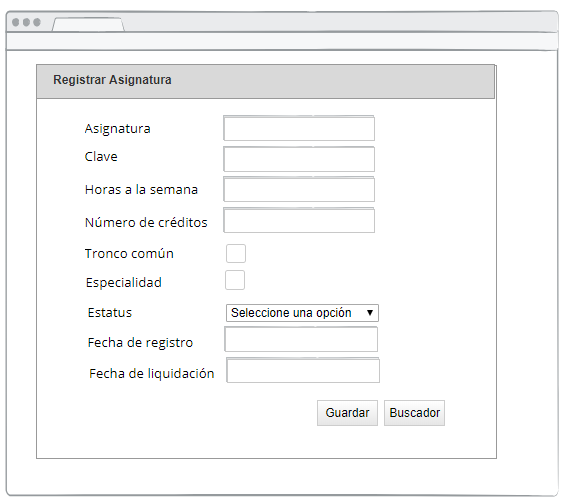 Registrar Asignatura
Asignatura
Clave
Horas a la semana
Número de créditos
Tronco común
Especialidad
Estatus Seleccione una opción
Fecha de registro
Fecha de liquidación
Guardar Buscador